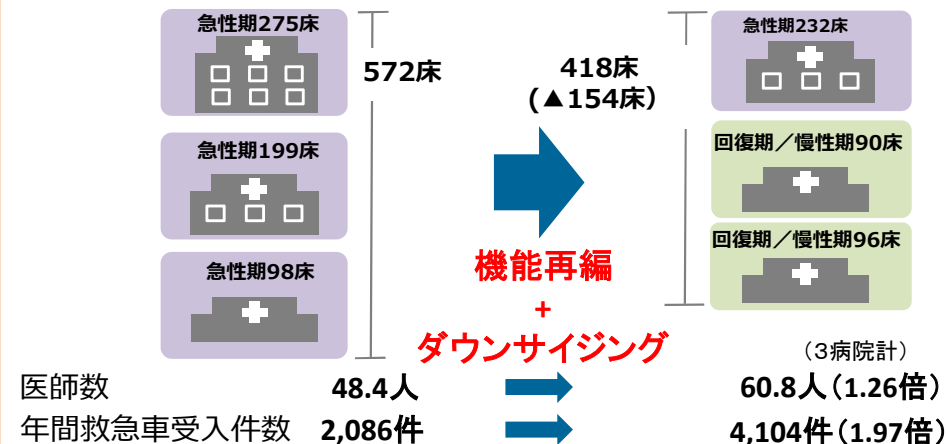 急性期275床
572床
急性期199床
急性期98床
418床
(▲154床)
機能再編
+
ダウンサイジング
急性期232床
回復期／慢性期90床
回復期／慢性期96床
（3病院計）
医師数 48.4人 60.8人（1.26倍）
年間救急車受入件数 2,086件 4,104件（1.97倍）